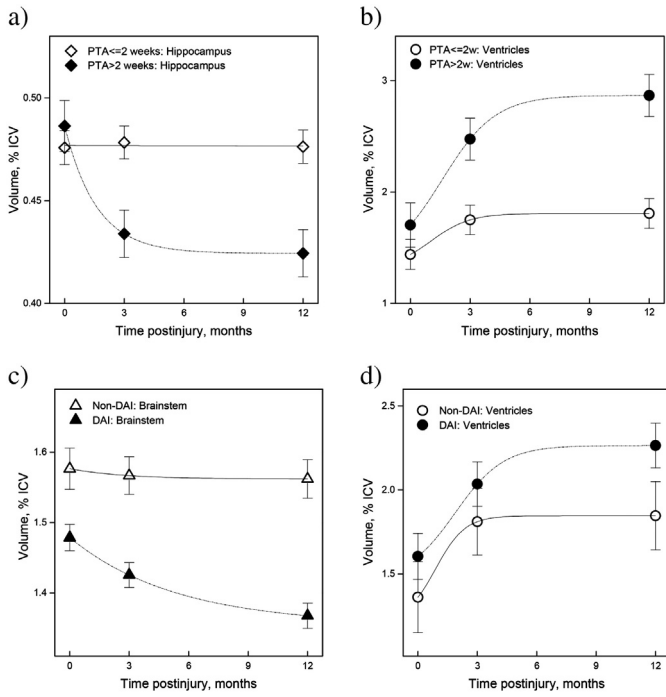 a)
PTA<=2 weeks: Hippocampus
PTA>2 weeks: Hippocampus
Volume, % ICV
0.50
0.45
0.40
0 3 6 9 12
Time postinjury, months
b)
PTA<=2w: Ventricles
PTA>2w: Ventricles
Volume, % ICV
3
2
1
0 3 6 9 12
Time postinjury, months
c)
Non-DAI: Brainstem
DAI: Brainstem
Volume, % ICV
1.6
1.5
1.4
0 3 6 9 12
Time postinjury, months
d)
Non-DAI: Ventricles
DAI: Ventricles
Volume, % ICV
2.5
2.0
1.5
0 3 6 9 12
Time postinjury, months